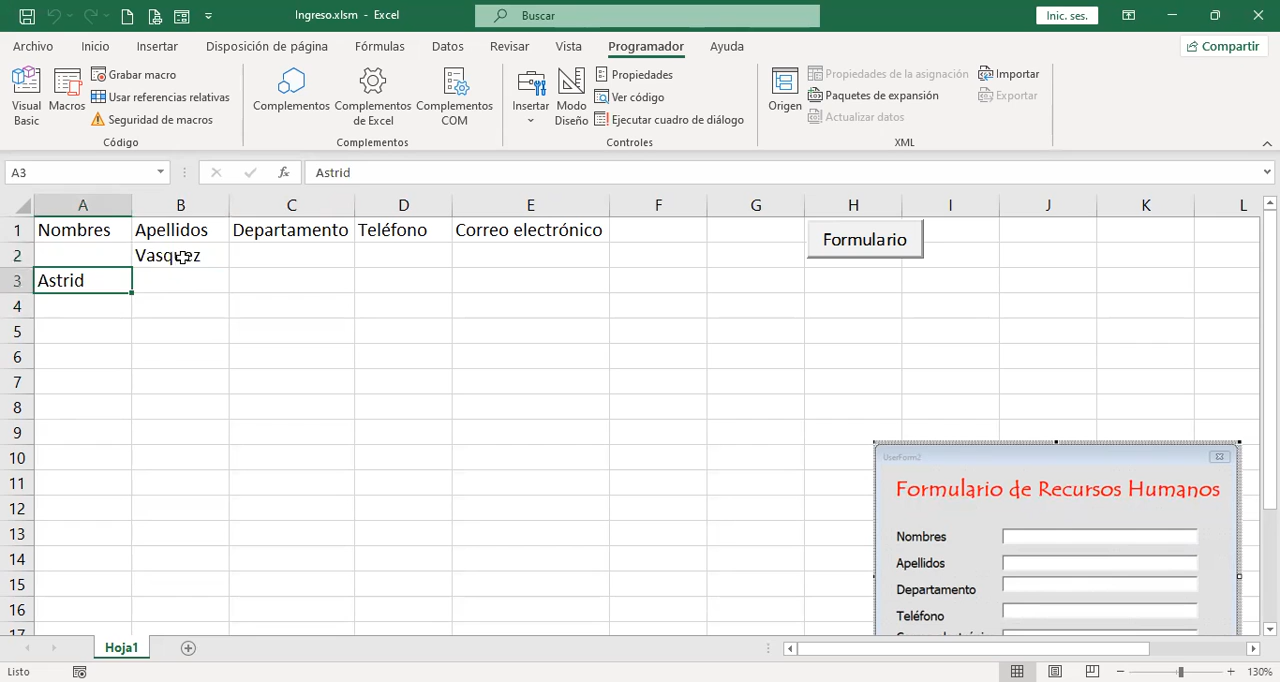 Ingreso.xlsm - Excel
Buscar
Inic. ses.
Archivo Inicio Insertar Disposición de página Fórmulas Datos Revisar Vista Programador Ayuda
Compartir
Visual Basic
Macros
Grabar macro
Usar referencias relativas
Seguridad de macros
Código
Complementos
Complementos de Excel
Complementos COM
Complementos
Insertar
Modo Diseño
Propiedades
Ver código
Ejecutar cuadro de diálogo
Controles
Origen
Propiedades de la asignación
Paquetes de expansión
Actualizar datos
Importar
Exportar
XML
A3 fx Astrid
A B C D E F G H I J K L
1 Nombres Apellidos Departamento Teléfono Correo electrónico
Formulario
2 Vasquez
3 Astrid
4
5
6
7
8
9
10
11
12
13
14
15
16
17
UserForm2
Formulario de Recursos Humanos
Nombres
Apellidos
Departamento
Teléfono
Hoja1
Listo
130%